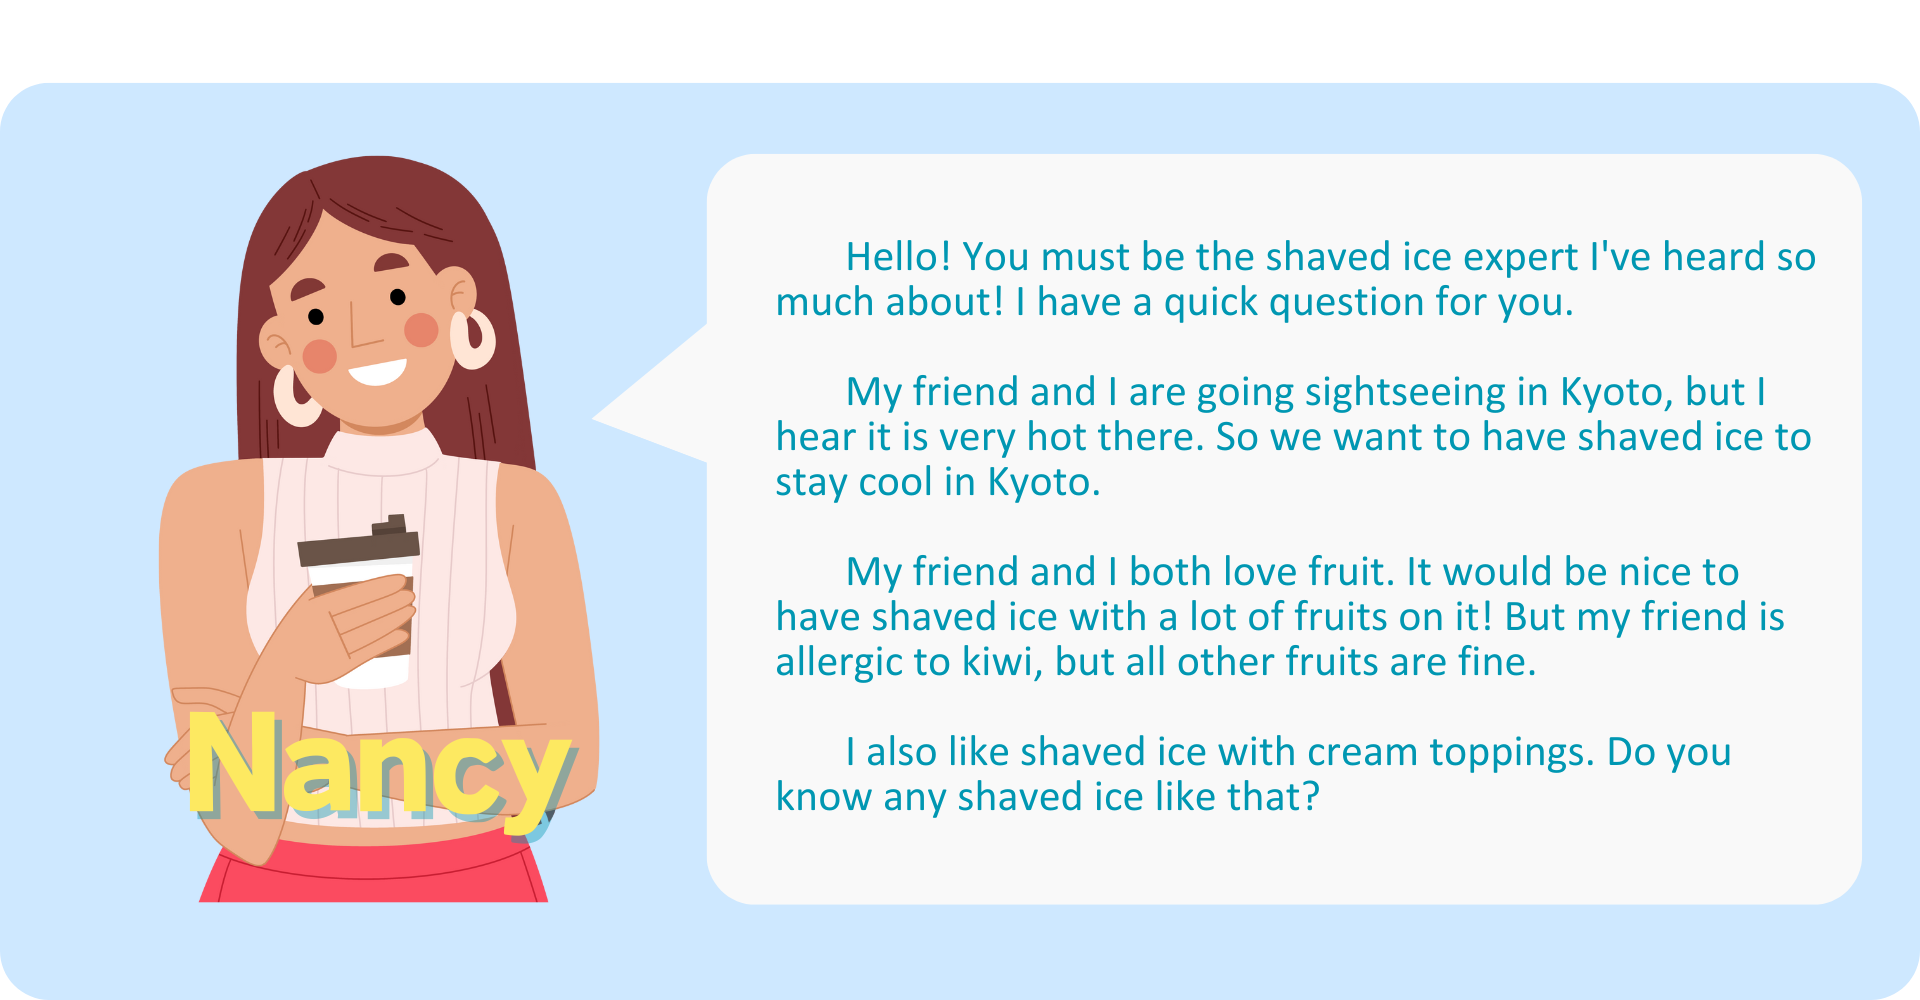 Hello! You must be the shaved ice expert I've heard so
much about! I have a quick question for you.
My friend and I are going sightseeing in Kyoto, but I
hear it is very hot there. So we want to have shaved ice to
stay cool in Kyoto.
My friend and I both love fruit. It would be nice to
have shaved ice with a lot of fruits on it! But my friend is
allergic to kiwi, but all other fruits are fine.
I also like shaved ice with cream toppings. Do you
know any shaved ice like that?
Nancy